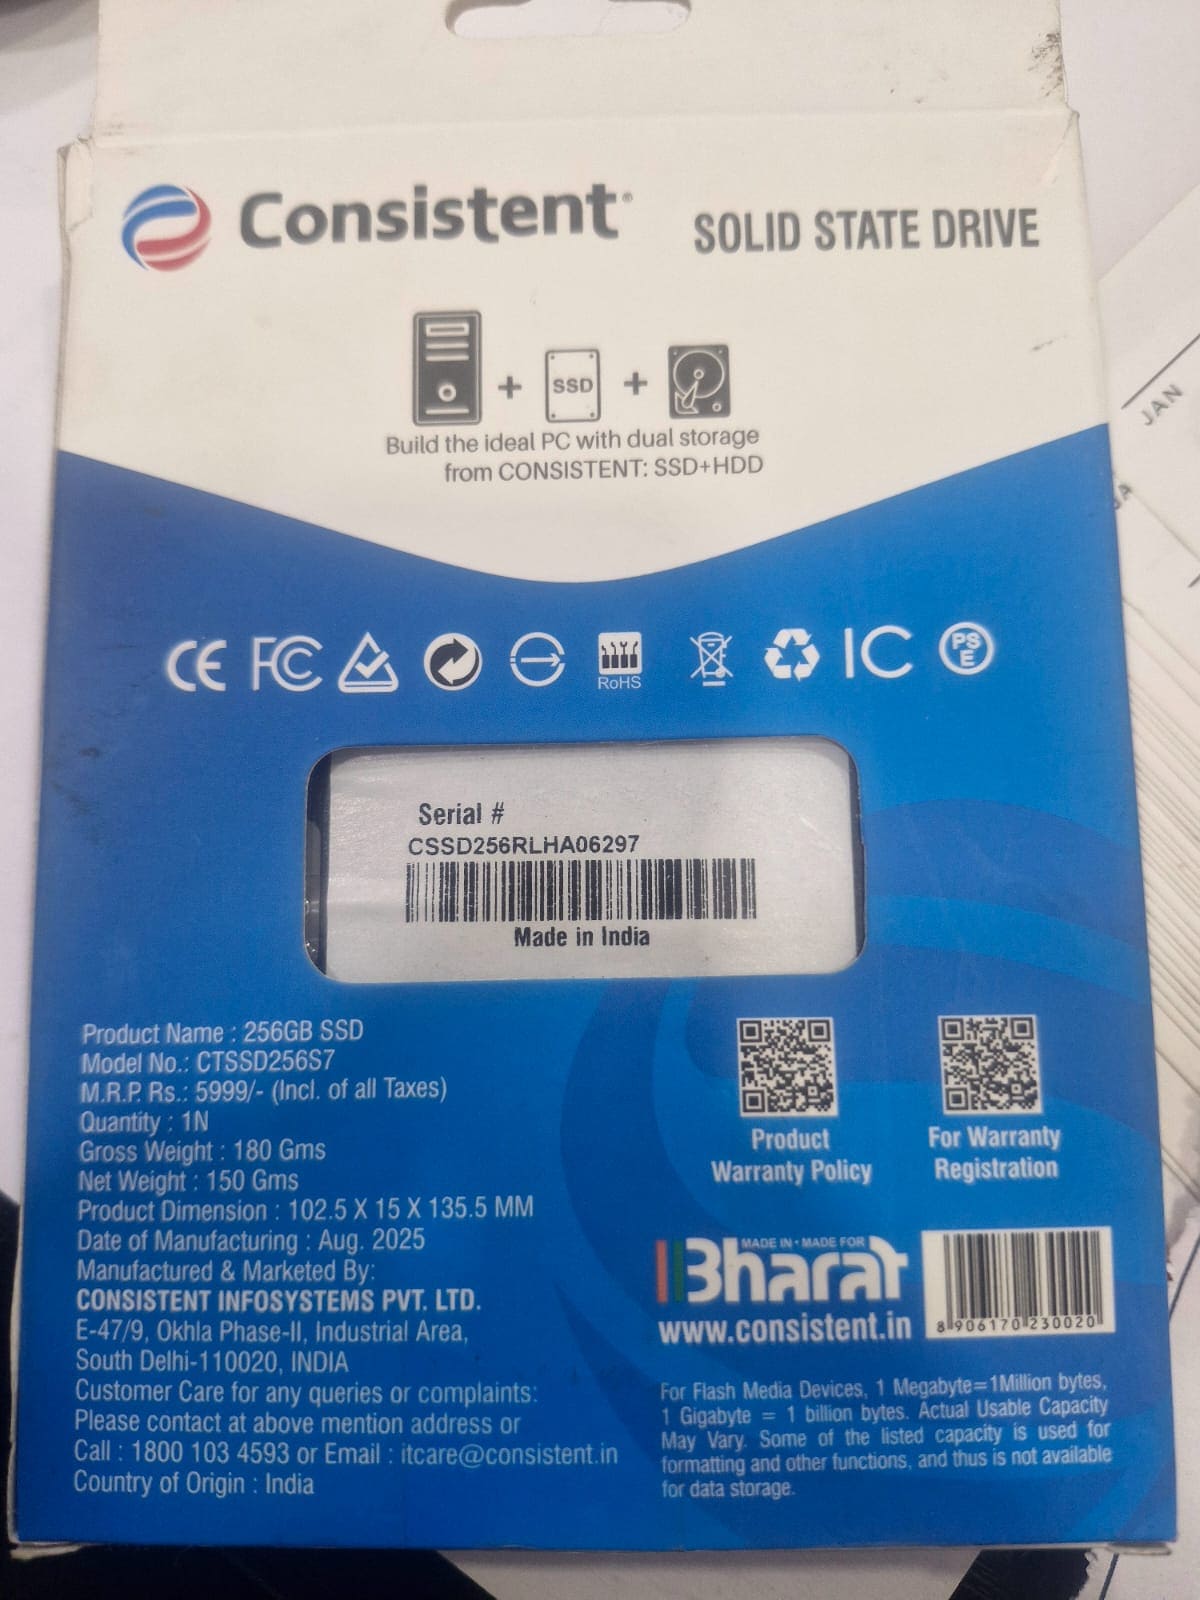 Consistent®
SOLID STATE DRIVE
SSD
Build the ideal PC with dual storage
from CONSISTENT: SSD+HDD
CE FC RoHS IC PSE
Serial #
CSSD256RLHA06297
Made in India
Product Name : 256GB SSD
Model No.: CTSSD256S7
M.R.P. Rs.: 5999/- (Incl. of all Taxes)
Quantity : 1N
Gross Weight : 180 Gms
Net Weight : 150 Gms
Product Dimension : 102.5 X 15 X 135.5 MM
Date of Manufacturing : Aug. 2025
Manufactured & Marketed By:
CONSISTENT INFOSYSTEMS PVT. LTD.
E-47/9, Okhla Phase-II, Industrial Area,
South Delhi-110020, INDIA
Customer Care for any queries or complaints:
Please contact at above mention address or
Call : 1800 103 4593 or Email : itcare@consistent.in
Country of Origin : India
Product
Warranty Policy
For Warranty
Registration
MADE IN • MADE FOR
Bharat
www.consistent.in
8 906170 230020
For Flash Media Devices, 1 Megabyte=1Million bytes,
1 Gigabyte = 1 billion bytes. Actual Usable Capacity
May Vary. Some of the listed capacity is used for
formatting and other functions, and thus is not available
for data storage.
JAN